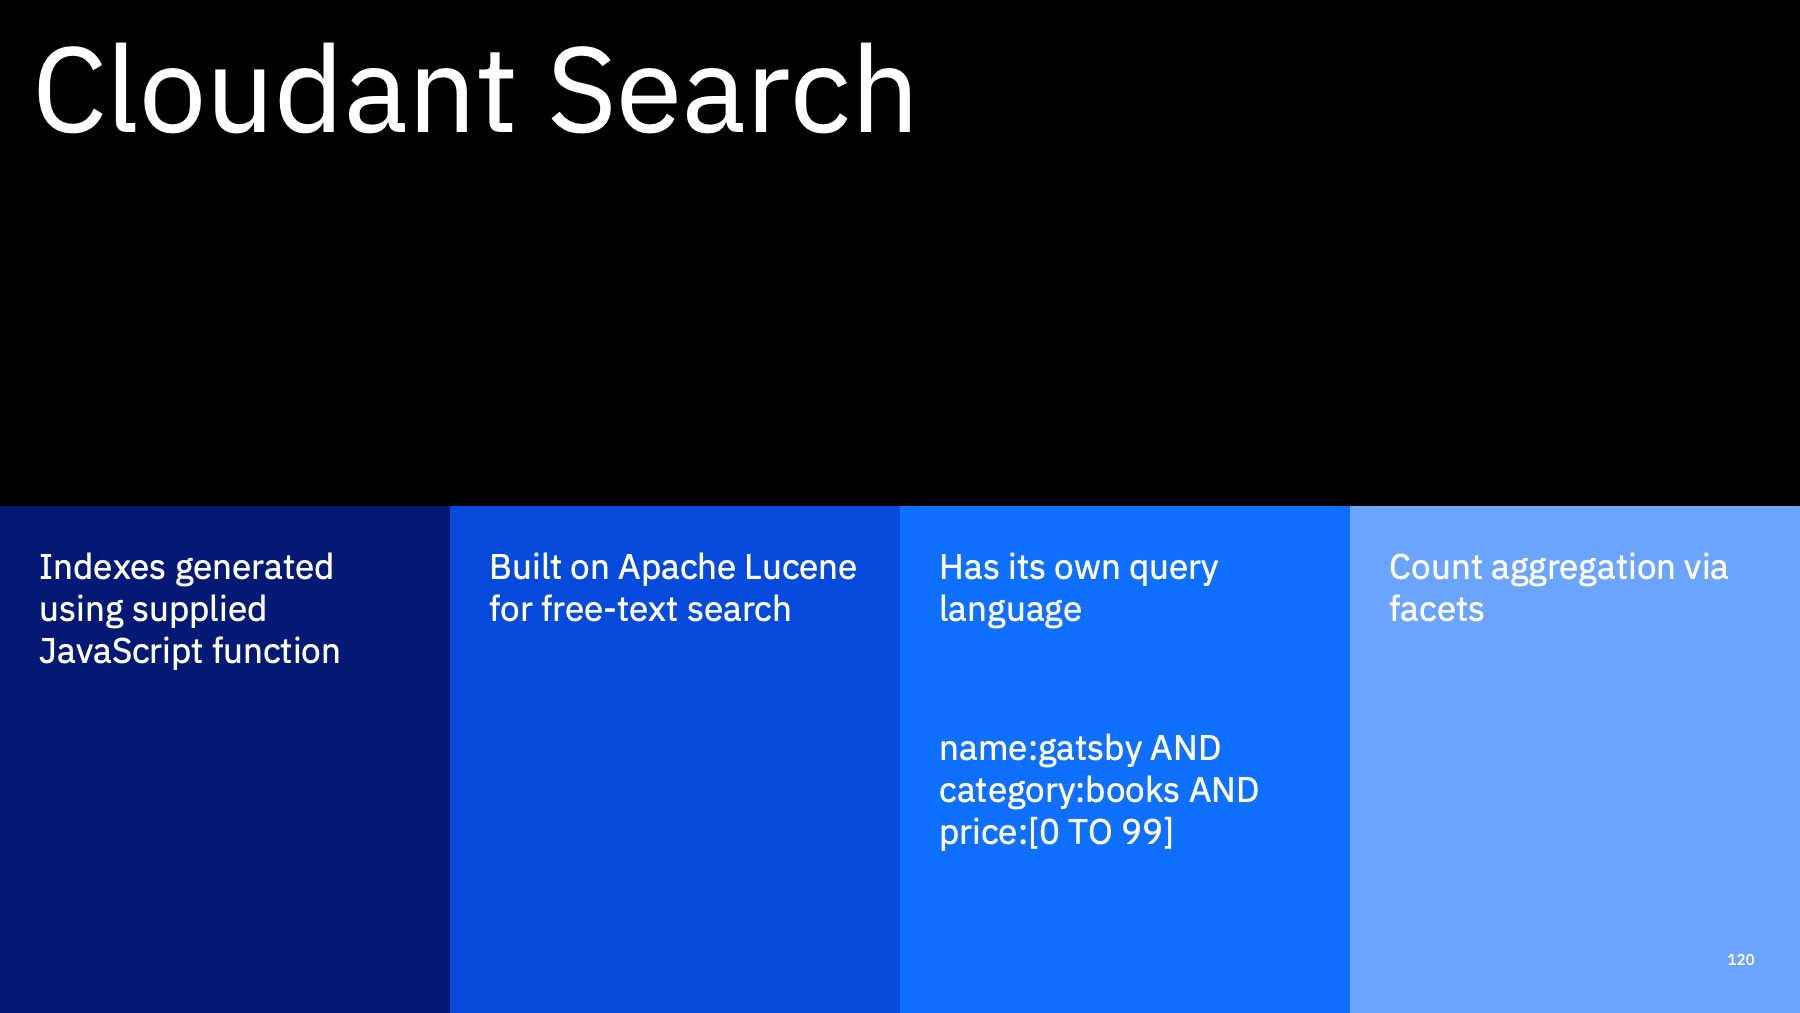 Cloudant Search
Indexes generated
using supplied
JavaScript function
Built on Apache Lucene
for free-text search
Has its own query
language
name:gatsby AND
category:books AND
price:[0 TO 99]
Count aggregation via
facets
120